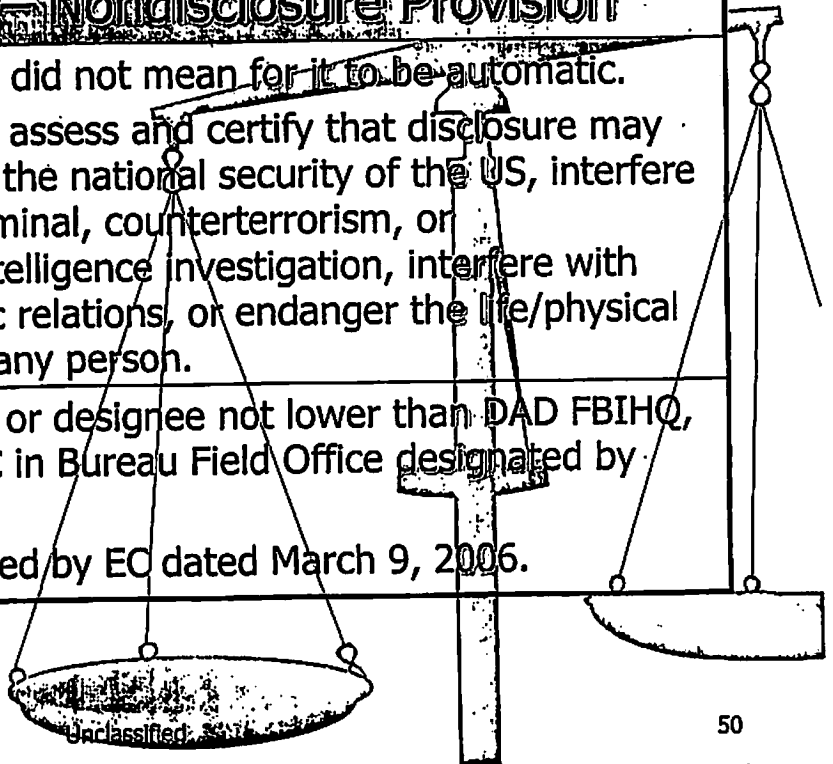 — Nondisclosure Provision
did not mean for it to be automatic.
assess and certify that disclosure may
the national security of the US, interfere
minal, counterterrorism, or
telligence investigation, interfere with
c relations, or endanger the life/physical
any person.
or designee not lower than DAD FBIHQ,
C in Bureau Field Office designated by
ed by EC dated March 9, 2006.
Unclassified
50